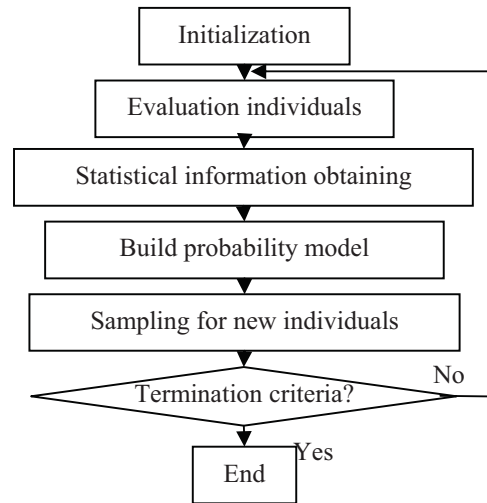 Initialization
Evaluation individuals
Statistical information obtaining
Build probability model
Sampling for new individuals
Termination criteria?
No
Yes
End